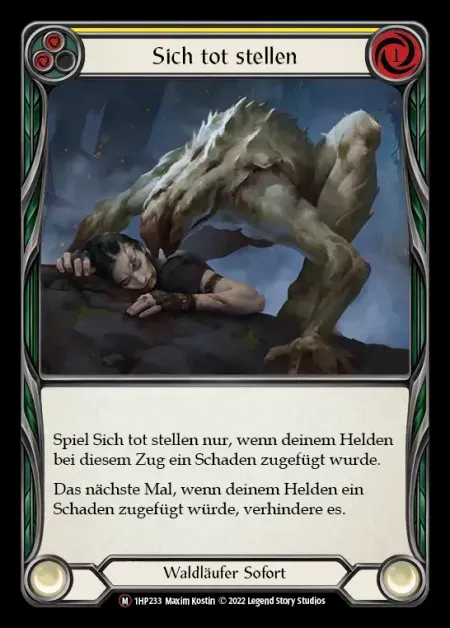 Sich tot stellen
1
Spiel Sich tot stellen nur, wenn deinem Helden
bei diesem Zug ein Schaden zugefügt wurde.
Das nächste Mal, wenn deinem Helden ein
Schaden zugefügt würde, verhindere es.
Waldläufer Sofort
M 1HP233 Maxim Kostin © 2022 Legend Story Studios